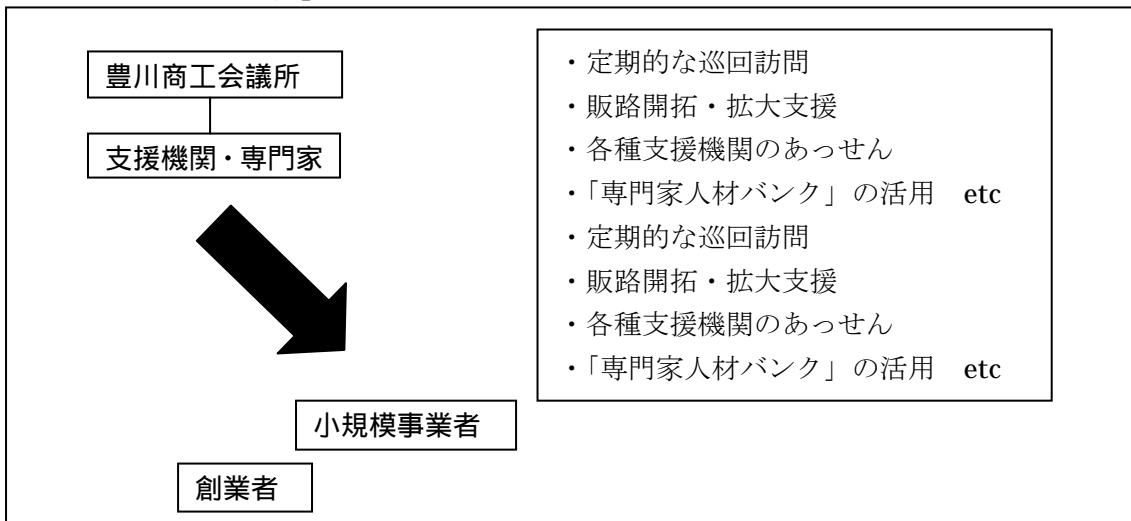 豊川商工会議所
支援機関・専門家
小規模事業者
創業者
・定期的な巡回訪問
・販路開拓・拡大支援
・各種支援機関のあっせん
・「専門家人材バンク」の活用　etc
・定期的な巡回訪問
・販路開拓・拡大支援
・各種支援機関のあっせん
・「専門家人材バンク」の活用　etc